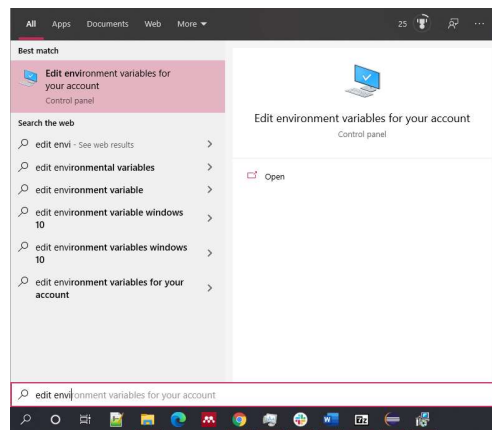 All Apps Documents Web More 25 ...
Best match
Edit environment variables for
your account
Control panel
Search the web
edit envi - See web results
edit environmental variables
edit environment variable
edit environment variable windows
10
edit environment variables windows
10
edit environment variables for your
account
Edit environment variables for your account
Control panel
Open
edit environment variables for your account
W
7z